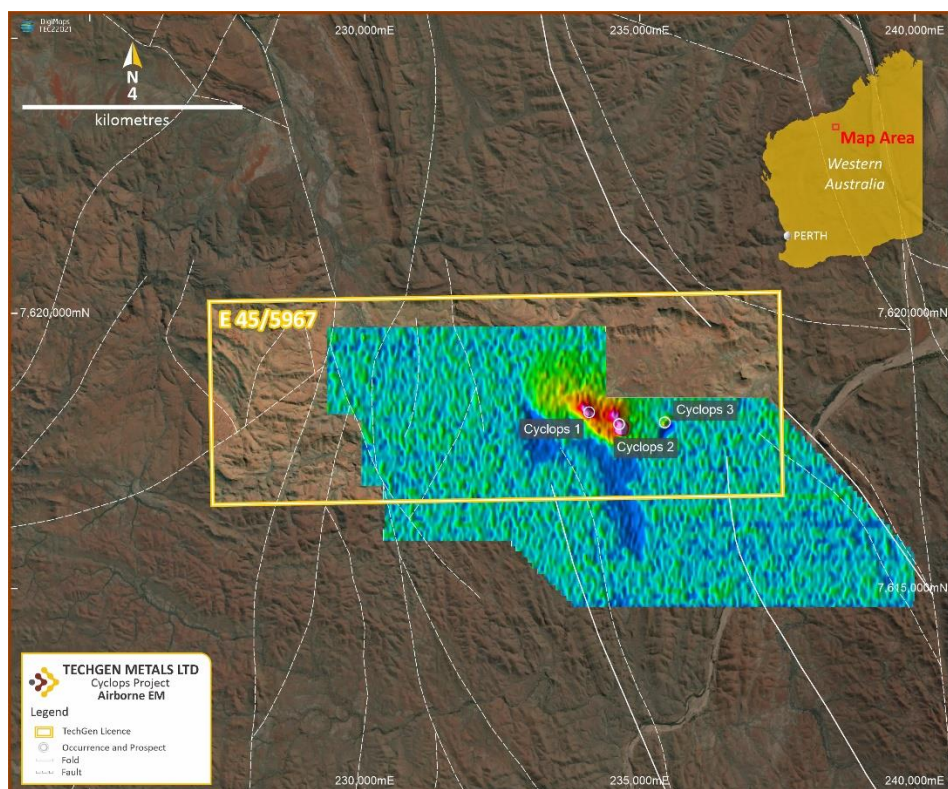 DigiMaps
TEC22021
230,000mE
235,000mE
240,000mE
N
4
kilometres
Map Area
Western
Australia
PERTH
7,620,000mN
7,620,000mN
E 45/5967
Cyclops 1
Cyclops 2
Cyclops 3
7,615,000mN
TECHGEN METALS LTD
Cyclops Project
Airborne EM
Legend
TechGen Licence
Occurrence and Prospect
Fold
Fault
230,000mE
235,000mE
240,000mE